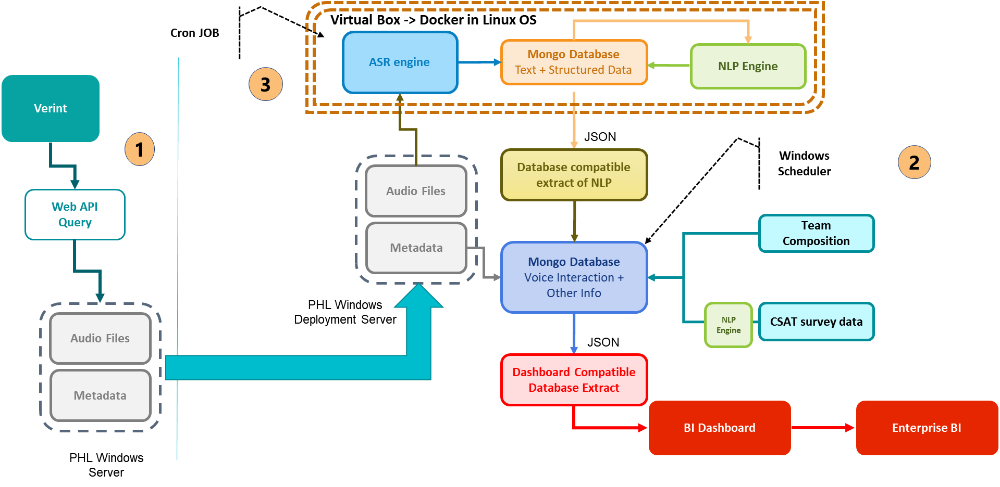 Cron JOB
Virtual Box -> Docker in Linux OS
ASR engine
Mongo Database
Text + Structured Data
NLP Engine
3
Verint
1
JSON
Windows
Scheduler
2
Database compatible
extract of NLP
Audio Files
Metadata
Web API
Query
Team
Composition
Mongo Database
Voice Interaction +
Other Info
PHL Windows
Deployment Server
NLP
Engine
CSAT survey data
Audio Files
Metadata
JSON
Dashboard Compatible
Database Extract
BI Dashboard
Enterprise BI
PHL Windows
Server